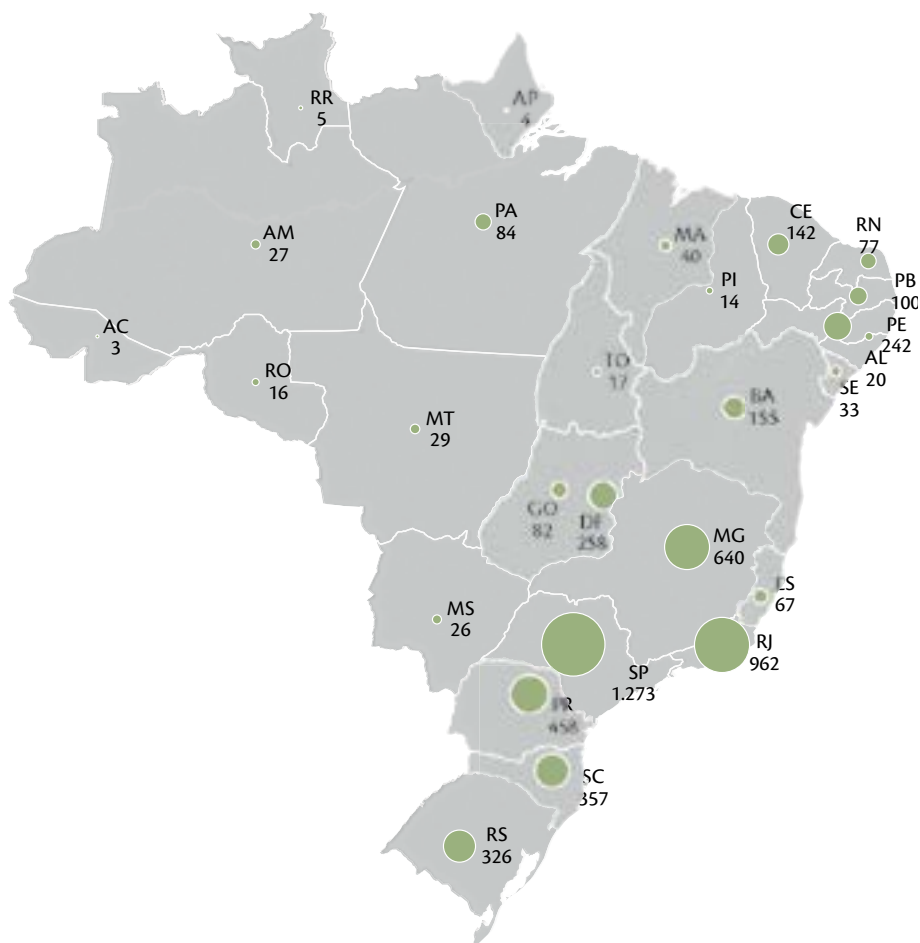 RR
5
AP
4
PA
84
AM
27
CE
142
RN
77
MA
40
PB
100
PI
14
AC
3
PE
242
AL
20
RO
16
TO
17
SE
33
BA
155
MT
29
GO
82
DF
258
MG
640
ES
67
MS
26
RJ
962
SP
1.273
PR
458
SC
357
RS
326